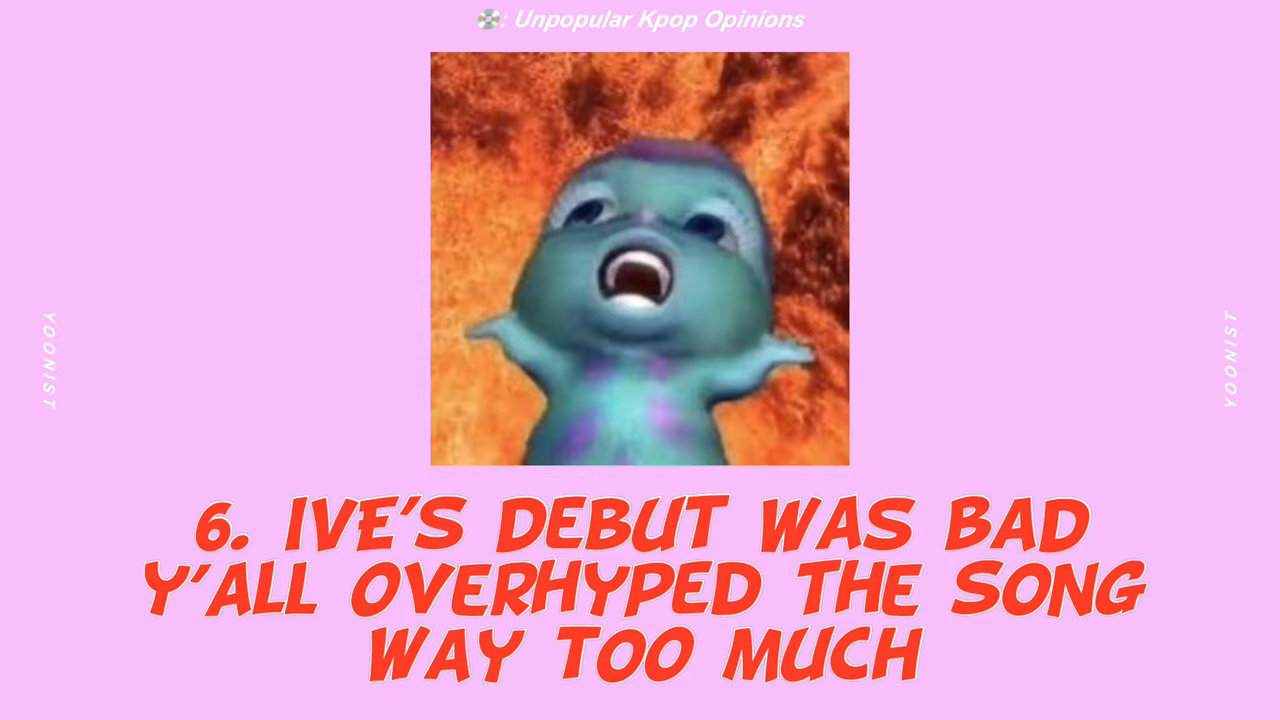 💿: Unpopular Kpop Opinions
YOONIST
YOONIST
6. IVE'S DEBUT WAS BAD
Y'ALL OVERHYPED THE SONG
WAY TOO MUCH